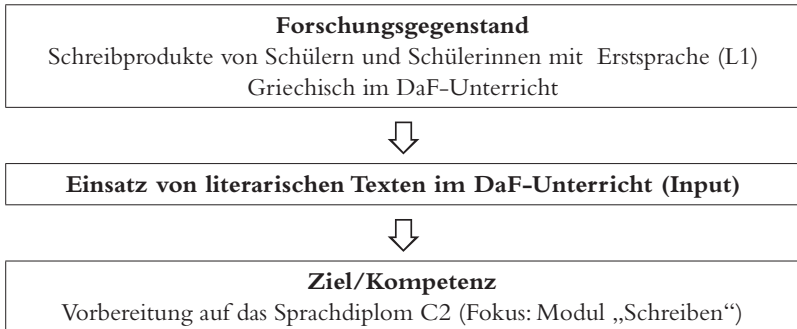 Forschungsgegenstand
Schreibprodukte von Schülern und Schülerinnen mit Erstsprache (L1)
Griechisch im DaF-Unterricht
Einsatz von literarischen Texten im DaF-Unterricht (Input)
Ziel/Kompetenz
Vorbereitung auf das Sprachdiplom C2 (Fokus: Modul „Schreiben“)